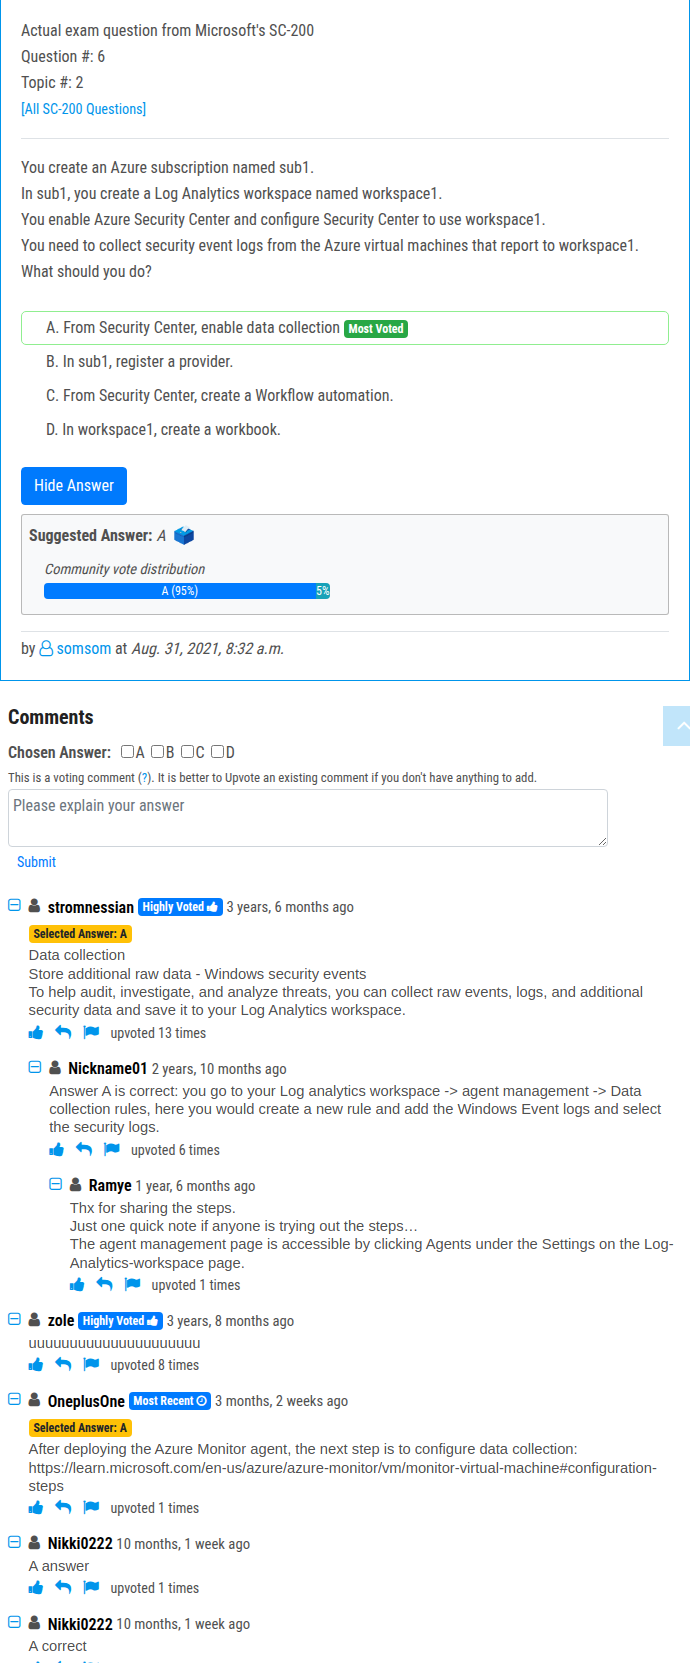 Actual exam question from Microsoft's SC-200
Question #: 6
Topic #: 2
[All SC-200 Questions]
You create an Azure subscription named sub1.
In sub1, you create a Log Analytics workspace named workspace1.
You enable Azure Security Center and configure Security Center to use workspace1.
You need to collect security event logs from the Azure virtual machines that report to workspace1.
What should you do?
A. From Security Center, enable data collection Most Voted
B. In sub1, register a provider.
C. From Security Center, create a Workflow automation.
D. In workspace1, create a workbook.
Hide Answer
Suggested Answer: A
Community vote distribution
A (95%) 5%
by somsom at Aug. 31, 2021, 8:32 a.m.
Comments
Chosen Answer: A B C D
This is a voting comment (?). It is better to Upvote an existing comment if you don't have anything to add.
Please explain your answer
Submit
stromnessian Highly Voted 3 years, 6 months ago
Selected Answer: A
Data collection
Store additional raw data - Windows security events
To help audit, investigate, and analyze threats, you can collect raw events, logs, and additional
security data and save it to your Log Analytics workspace.
upvoted 13 times
Nickname01 2 years, 10 months ago
Answer A is correct: you go to your Log analytics workspace -> agent management -> Data
collection rules, here you would create a new rule and add the Windows Event logs and select
the security logs.
upvoted 6 times
Ramye 1 year, 6 months ago
Thx for sharing the steps.
Just one quick note if anyone is trying out the steps…
The agent management page is accessible by clicking Agents under the Settings on the Log-
Analytics-workspace page.
upvoted 1 times
zole Highly Voted 3 years, 8 months ago
upvoted 8 times
OneplusOne Most Recent 3 months, 2 weeks ago
Selected Answer: A
After deploying the Azure Monitor agent, the next step is to configure data collection:
https://learn.microsoft.com/en-us/azure/azure-monitor/vm/monitor-virtual-machine#configuration-
steps
upvoted 1 times
Nikki0222 10 months, 1 week ago
A answer
upvoted 1 times
Nikki0222 10 months, 1 week ago
A correct